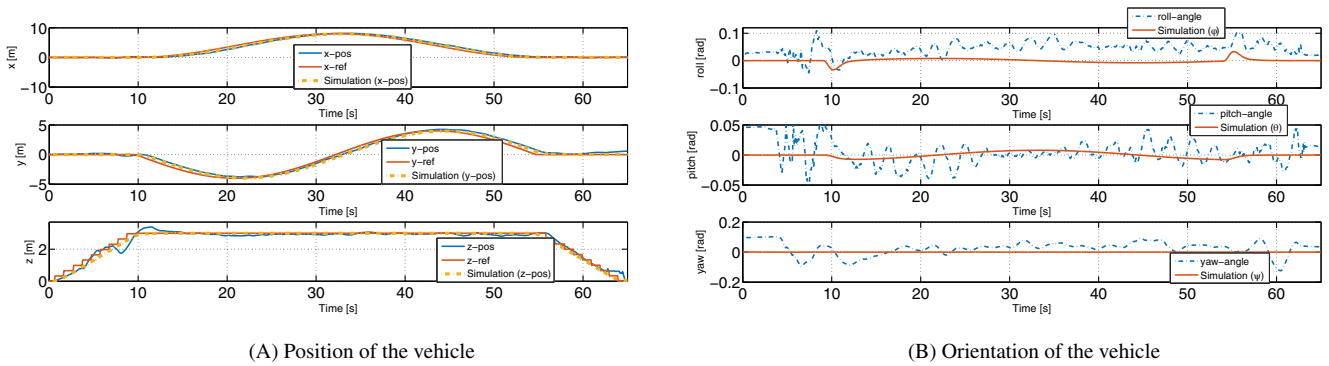 10
0
−10
x [m]
x−pos
x−ref
Simulation (x−pos)
0 10 20 30 40 50 60
Time [s]
5
0
−5
y [m]
y−pos
y−ref
Simulation (y−pos)
0 10 20 30 40 50 60
Time [s]
2
0
z [m]
z−pos
z−ref
Simulation (z−pos)
0 10 20 30 40 50 60
Time [s]
(A) Position of the vehicle
roll−angle
Simulation (φ)
0.1
0
−0.1
roll [rad]
0 10 20 30 40 50 60
Time [s]
pitch−angle
Simulation (θ)
0.05
0
−0.05
pitch [rad]
0 10 20 30 40 50 60
Time [s]
0.2
0
−0.2
yaw [rad]
yaw−angle
Simulation (ψ)
0 10 20 30 40 50 60
Time [s]
(B) Orientation of the vehicle